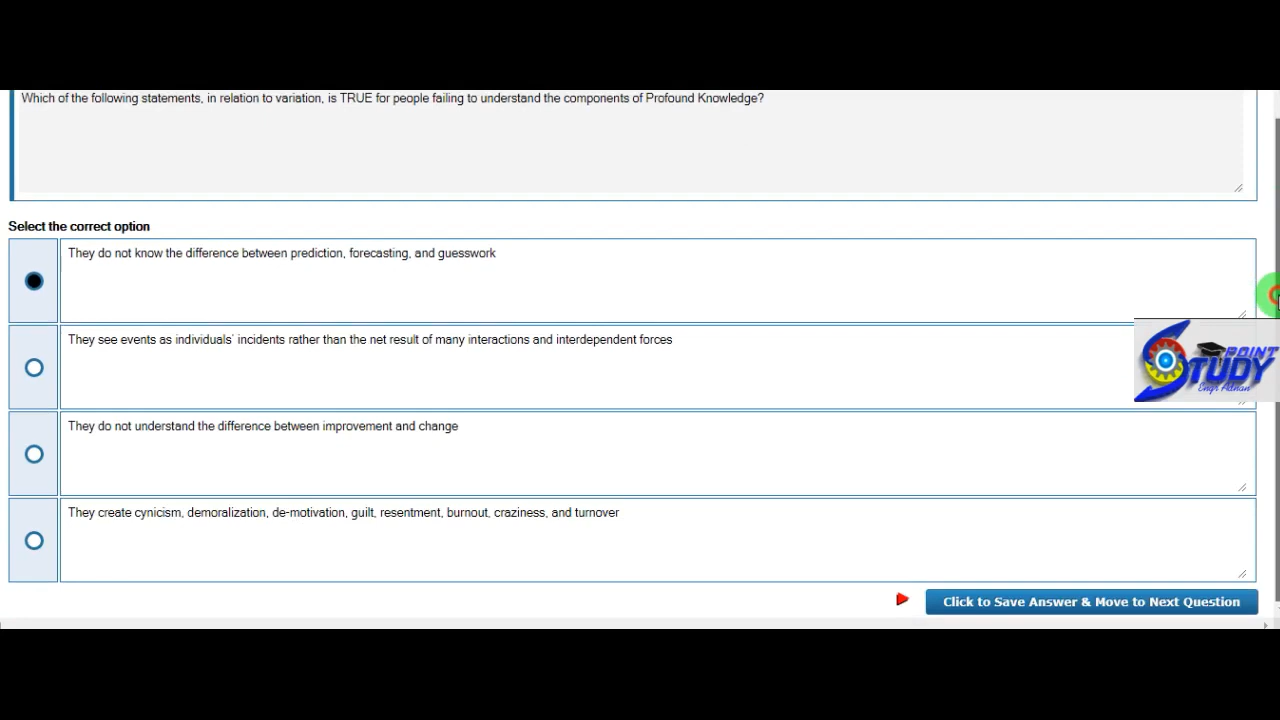 Which of the following statements, in relation to variation, is TRUE for people failing to understand the components of Profound Knowledge?
Select the correct option
They do not know the difference between prediction, forecasting, and guesswork
They see events as individuals' incidents rather than the net result of many interactions and interdependent forces
POINT
STUDY
Engr Adnan
They do not understand the difference between improvement and change
They create cynicism, demoralization, de-motivation, guilt, resentment, burnout, craziness, and turnover
Click to Save Answer & Move to Next Question